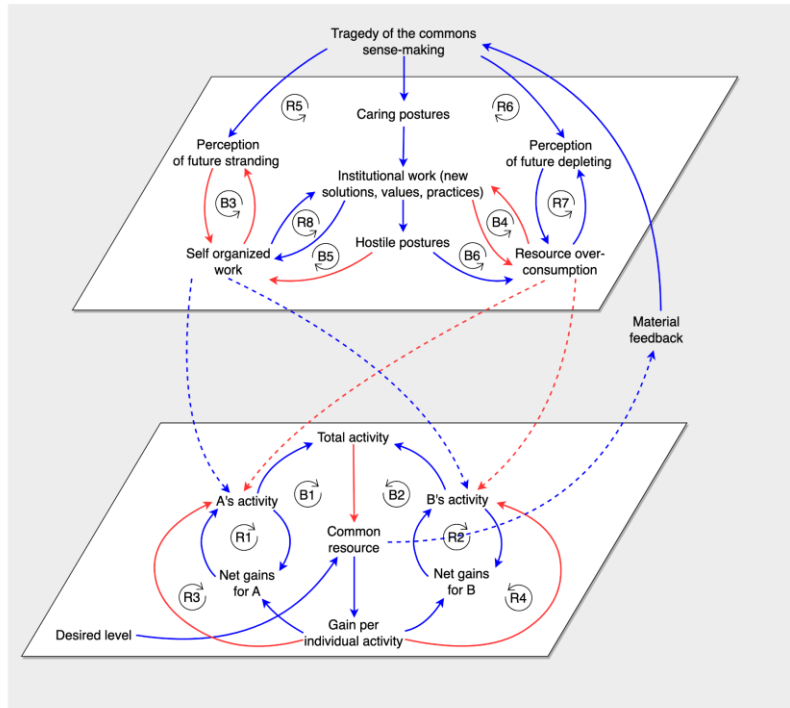 Tragedy of the commons
sense-making
R5
R6
Caring postures
Perception
of future stranding
Perception
of future depleting
Institutional work (new
solutions, values, practices)
B3
R8
B4
R7
Hostile postures
Self organized
work
B5
B6
Resource over-
consumption
Material
feedback
Total activity
A's activity
B1
B2
B's activity
R1
Common
resource
R2
Net gains
for A
Net gains
for B
R3
R4
Desired level
Gain per
individual activity